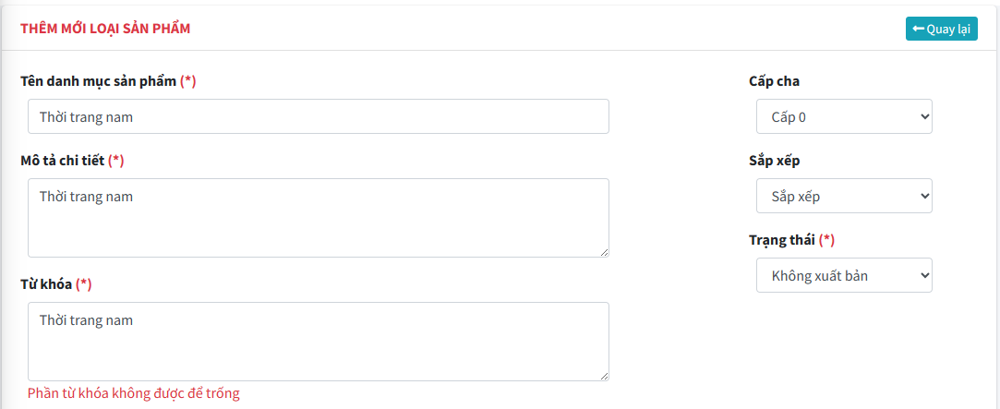 THÊM MỚI LOẠI SẢN PHẨM
Quay lại
Tên danh mục sản phẩm (*)
Thời trang nam
Mô tả chi tiết (*)
Thời trang nam
Từ khóa (*)
Thời trang nam
Phần từ khóa không được để trống
Cấp cha
Cấp 0
Sắp xếp
Sắp xếp
Trạng thái (*)
Không xuất bản